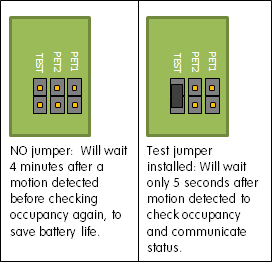 TEST
PET2
PET1
NO jumper:  Will wait
4 minutes after a
motion detected
before checking
occupancy again, to
save battery life.
TEST
PET2
PET1
Test jumper
installed: Will wait
only 5 seconds after
motion detected to
check occupancy
and communicate
status.